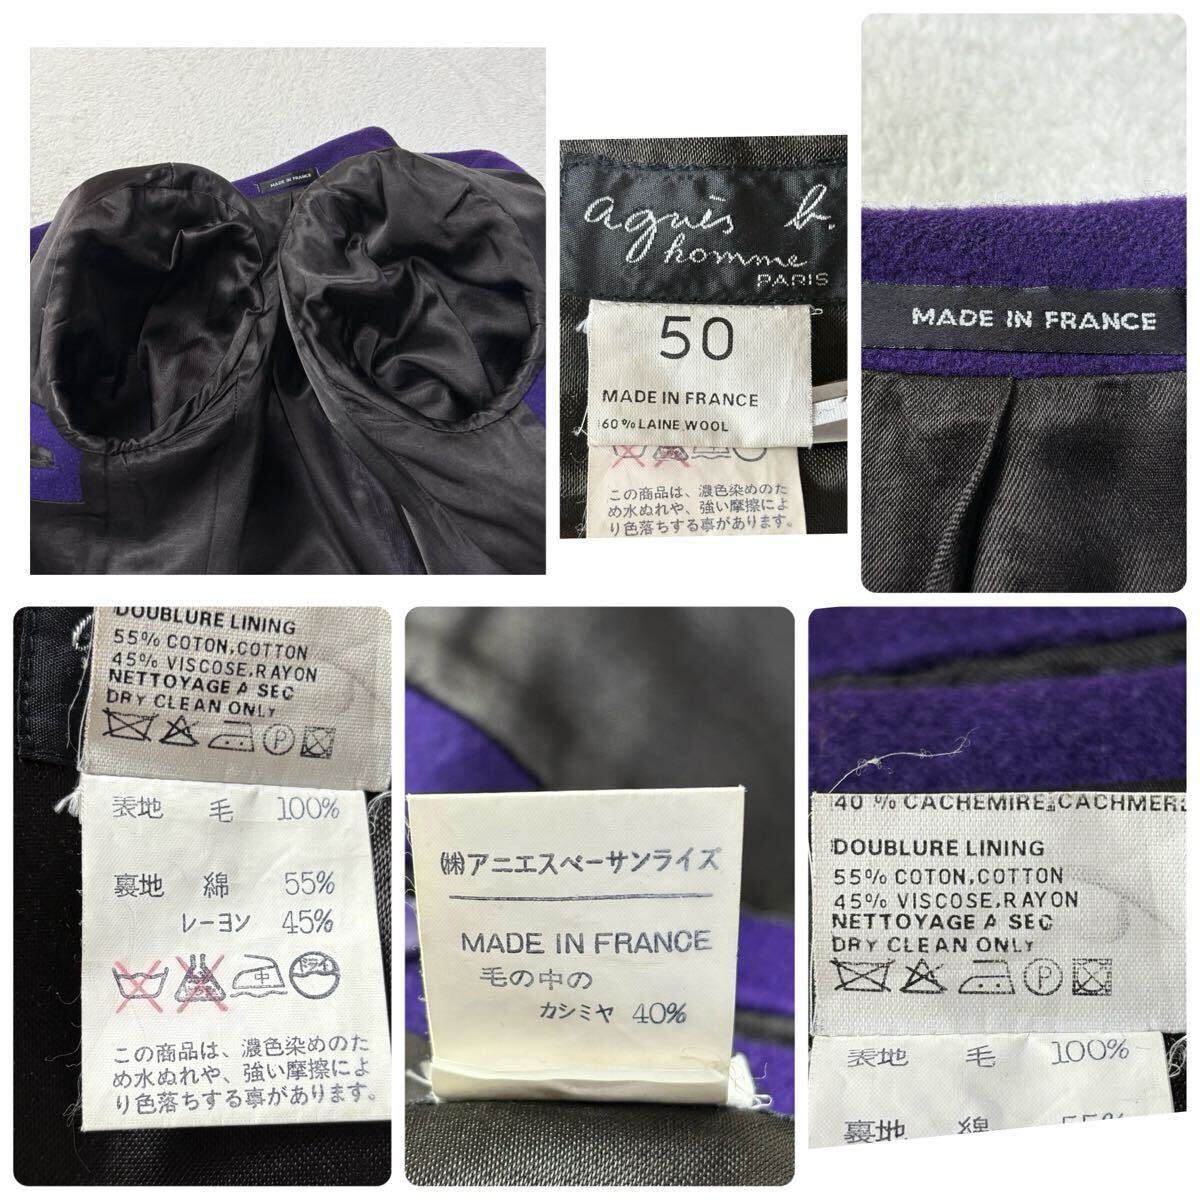 MADE IN FRANCE
agnès b.
homme
PARIS
50
MADE IN FRANCE
60% LAINE WOOL
この商品は、濃色染めのた
め水ぬれや、強い摩擦によ
り色落ちする事があります。
MADE IN FRANCE
DOUBLURE LINING
55% COTON,COTTON
45% VISCOSE,RAYON
NETTOYAGE A SEC
DRY CLEAN ONLY
P
表地 毛 100%
裏地 綿 55%
レーヨン 45%
中 ドライ
この商品は、濃色染めのた
め水ぬれや、強い摩擦によ
り色落ちする事があります。
㈱アニエスベーサンライズ
MADE IN FRANCE
毛の中の
カシミヤ 40%
40 % CACHEMIRE,CACHMERE
DOUBLURE LINING
55% COTON,COTTON
45% VISCOSE,RAYON
NETTOYAGE A SEC
DRY CLEAN ONLY
P
表地 毛 100%
裏地 綿 55%